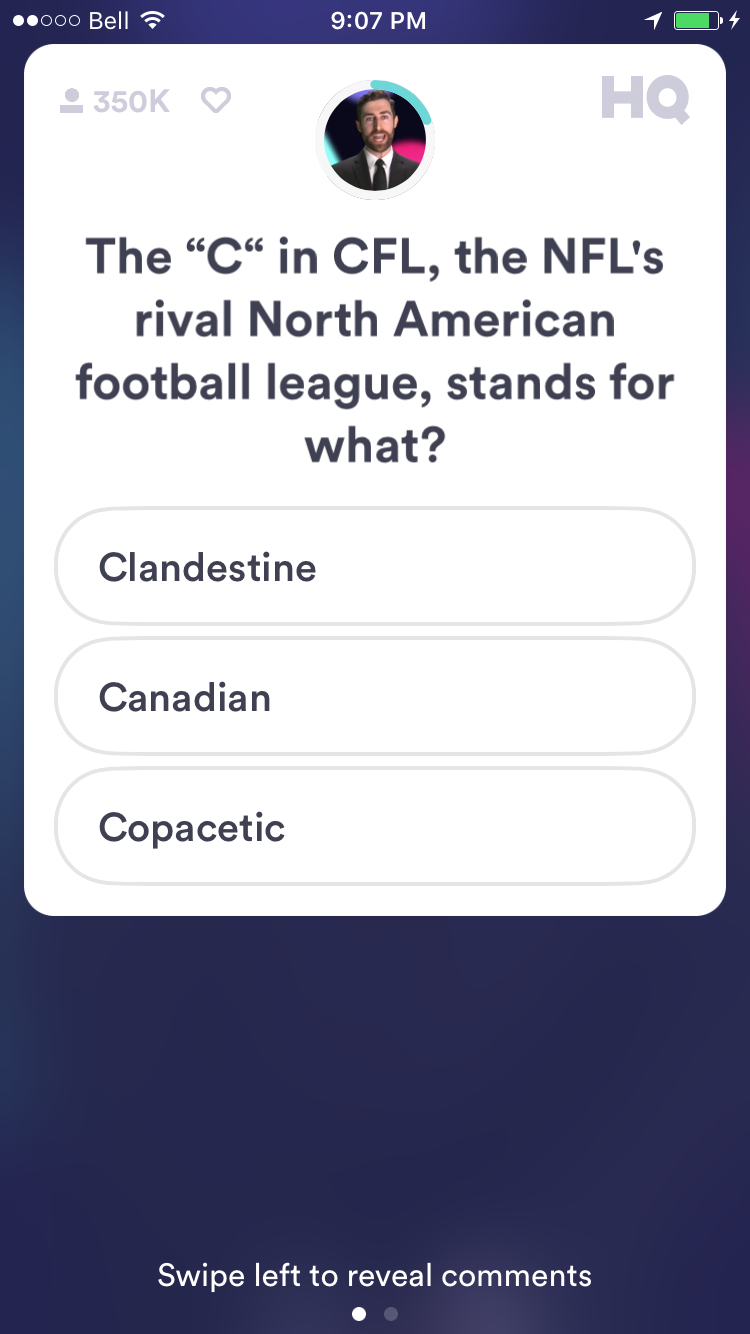 Bell 9:07 PM
350K HQ
The “C“ in CFL, the NFL's
rival North American
football league, stands for
what?
Clandestine
Canadian
Copacetic
Swipe left to reveal comments